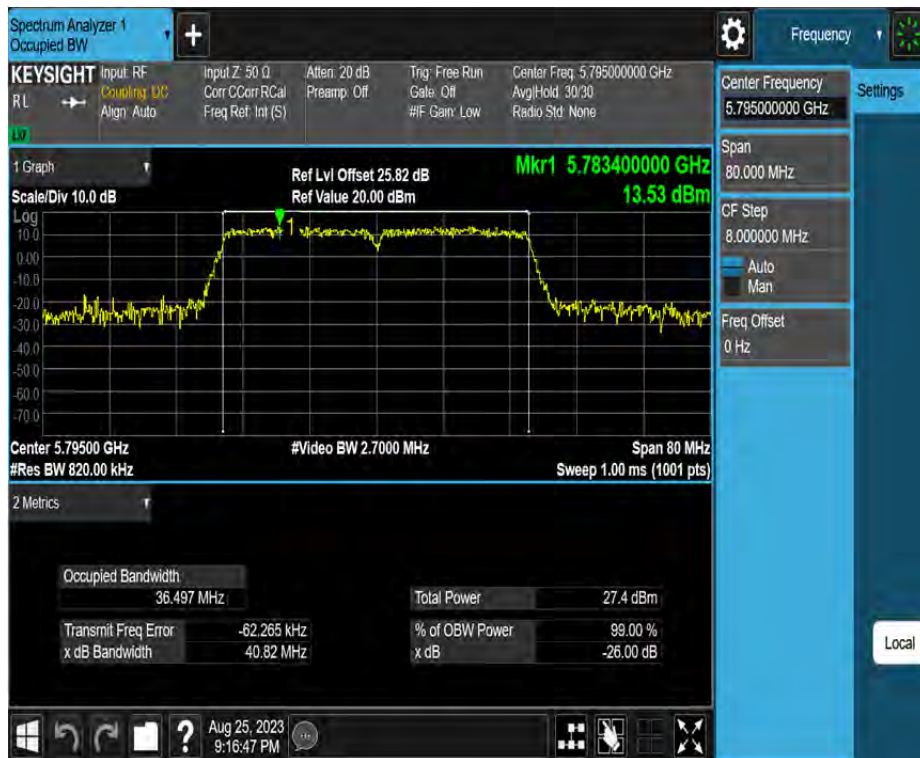 Spectrum Analyzer 1
Occupied BW
Frequency
KEYSIGHT
RL
Input: RF
Coupling: DC
Align: Auto
Input Z: 50 Ω
Corr CCorr RCal
Freq Ref: Int (S)
Atten: 20 dB
Preamp: Off
Trig: Free Run
Gate: Off
#IF Gain: Low
Center Freq: 5.795000000 GHz
Avg|Hold: 30/30
Radio Std: None
Center Frequency
5.795000000 GHz
Settings
Span
80.000 MHz
CF Step
8.000000 MHz
Auto
Man
Freq Offset
0 Hz
1 Graph
Scale/Div 10.0 dB
Ref Lvl Offset 25.82 dB
Ref Value 20.00 dBm
Mkr1 5.783400000 GHz
13.53 dBm
Log
10.0
0.00
-10.0
-20.0
-30.0
-40.0
-50.0
-60.0
-70.0
1
Center 5.79500 GHz
#Res BW 820.00 kHz
#Video BW 2.7000 MHz
Span 80 MHz
Sweep 1.00 ms (1001 pts)
2 Metrics
Occupied Bandwidth
36.497 MHz
Total Power 27.4 dBm
Transmit Freq Error -62.265 kHz
% of OBW Power 99.00 %
x dB Bandwidth 40.82 MHz
x dB -26.00 dB
Local
?
Aug 25, 2023
9:16:47 PM